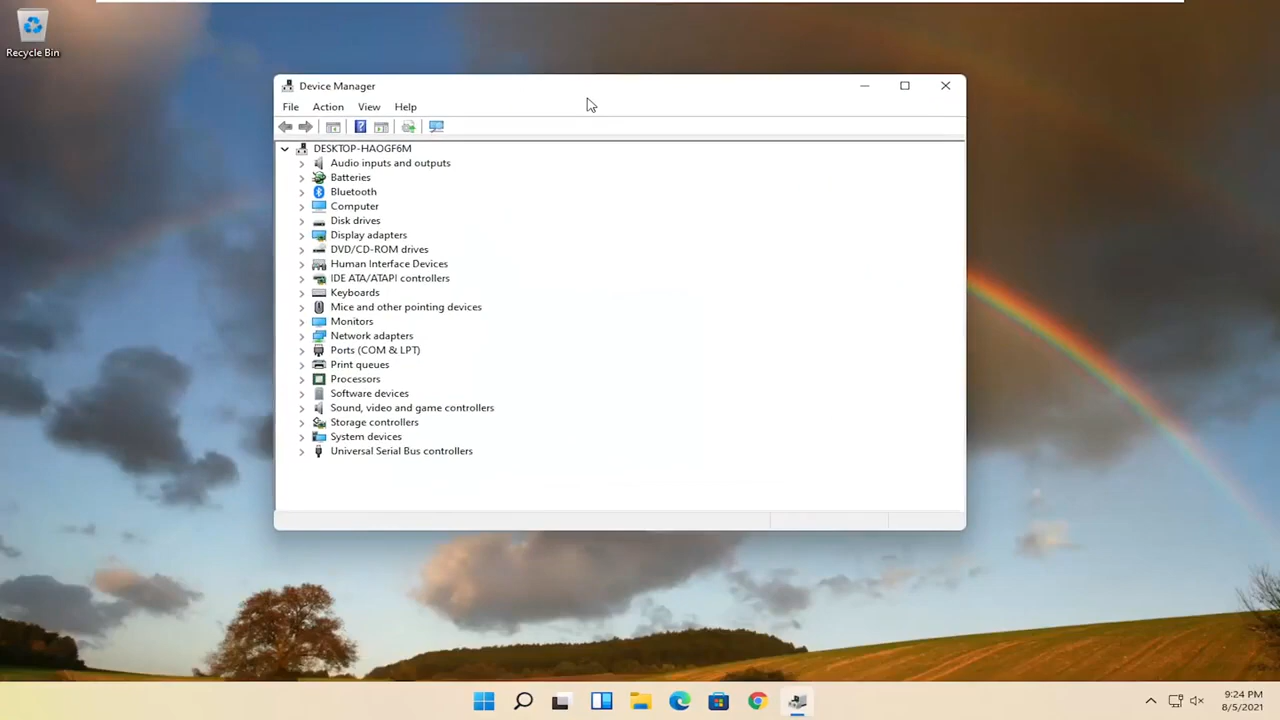 Recycle Bin
Device Manager
File Action View Help
DESKTOP-HAOGF6M
Audio inputs and outputs
Batteries
Bluetooth
Computer
Disk drives
Display adapters
DVD/CD-ROM drives
Human Interface Devices
IDE ATA/ATAPI controllers
Keyboards
Mice and other pointing devices
Monitors
Network adapters
Ports (COM & LPT)
Print queues
Processors
Software devices
Sound, video and game controllers
Storage controllers
System devices
Universal Serial Bus controllers
9:24 PM
8/5/2021